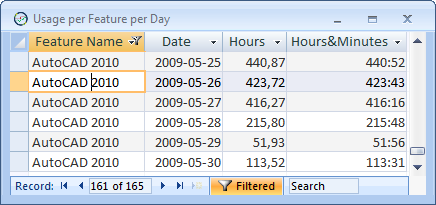 Usage per Feature per Day
Feature Name Date Hours Hours&Minutes
AutoCAD 2010 2009-05-25 440,87 440:52
AutoCAD 2010 2009-05-26 423,72 423:43
AutoCAD 2010 2009-05-27 416,27 416:16
AutoCAD 2010 2009-05-28 215,80 215:48
AutoCAD 2010 2009-05-29 51,93 51:56
AutoCAD 2010 2009-05-30 113,52 113:31
Record: 161 of 165 Filtered Search